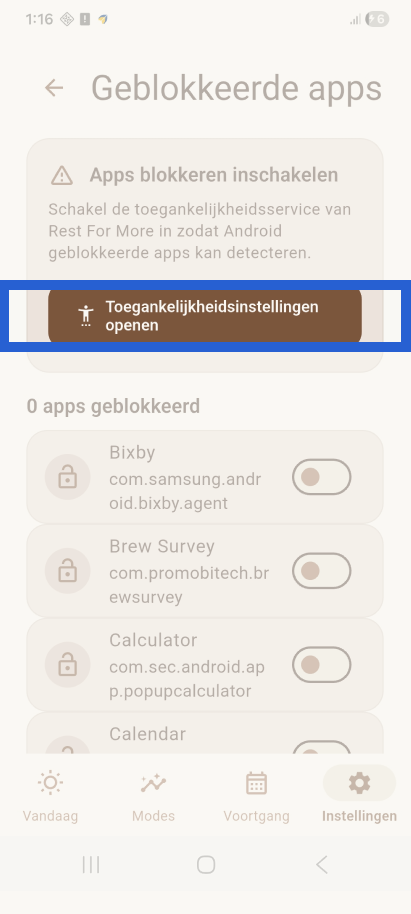 1:16
6
Geblokkeerde apps
Apps blokkeren inschakelen
Schakel de toegankelijkheidsservice van
Rest For More in zodat Android
geblokkeerde apps kan detecteren.
Toegankelijkheidsinstellingen
openen
0 apps geblokkeerd
Bixby
com.samsung.andr
oid.bixby.agent
Brew Survey
com.promobitech.br
ewsurvey
Calculator
com.sec.android.ap
p.popupcalculator
Calendar
Vandaag
Modes
Voortgang
Instellingen